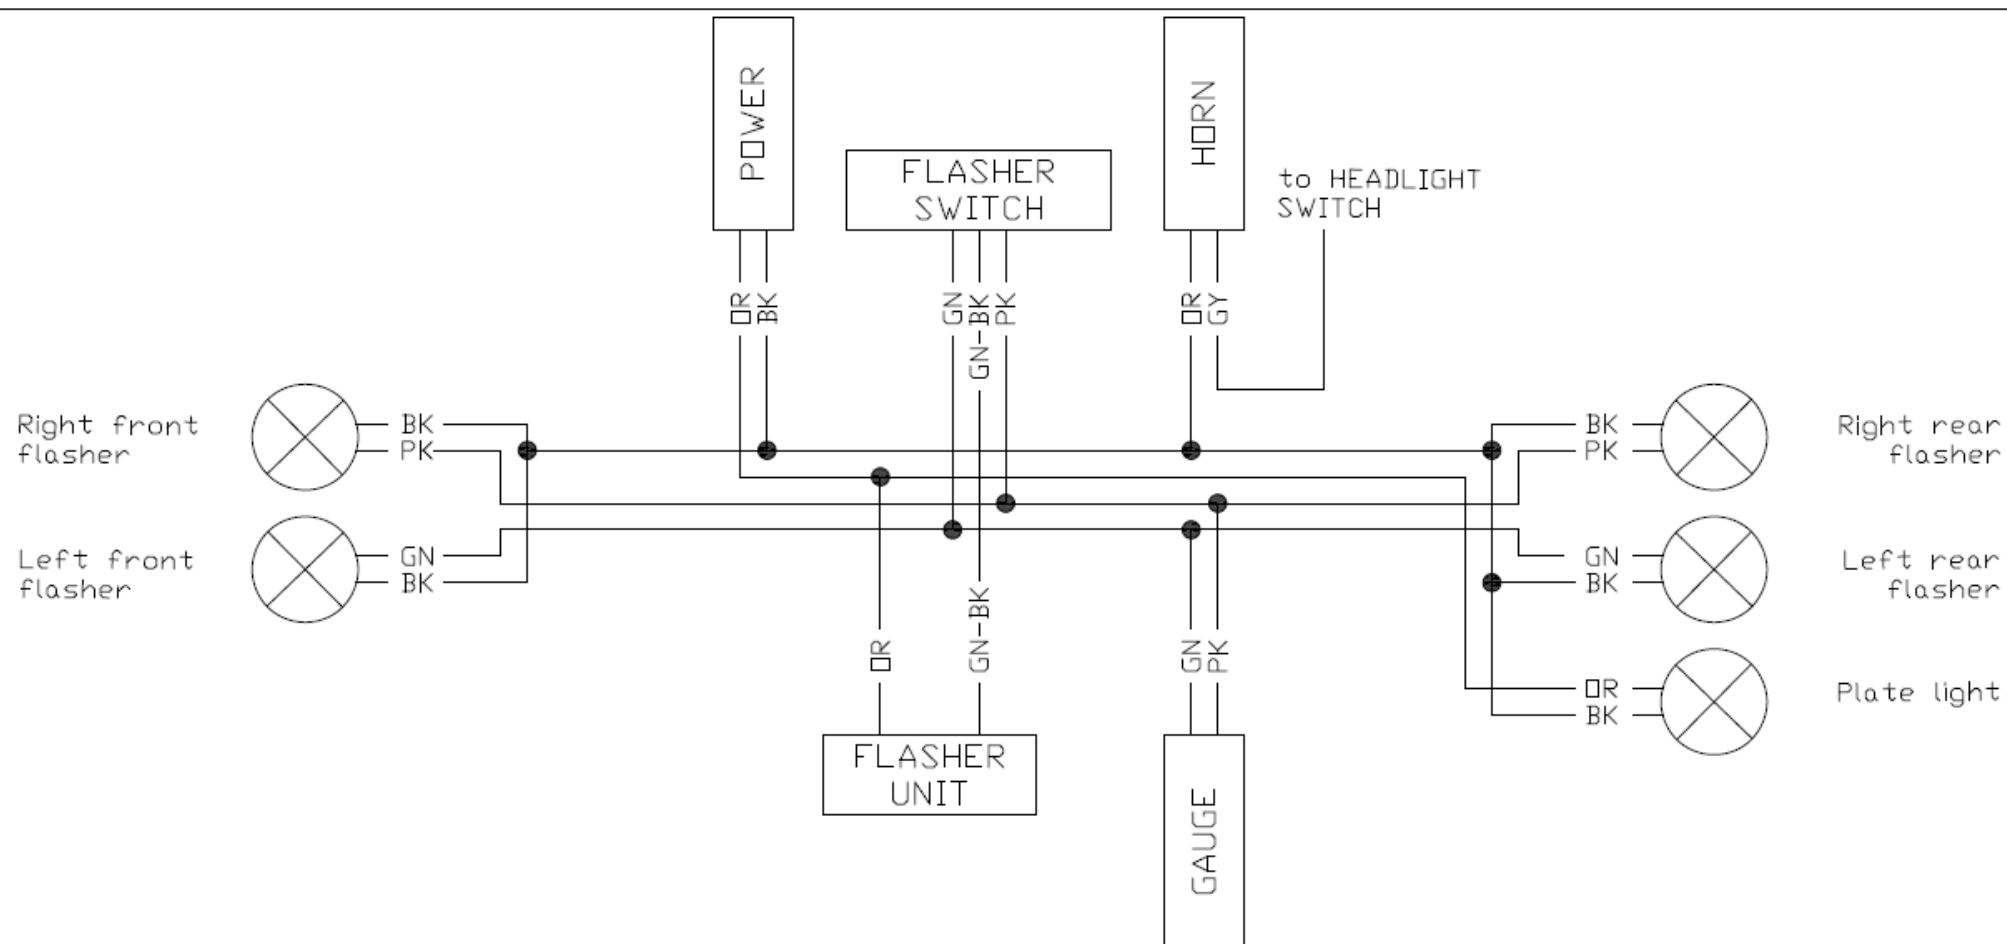 POWER
HORN
FLASHER
SWITCH
to HEADLIGHT
SWITCH
OR
BK
GN
GN-BK
PK
OR
GY
Right front
flasher
BK
PK
BK
PK
Right rear
flasher
Left front
flasher
GN
BK
GN
BK
Left rear
flasher
OR
GN-BK
GN
PK
OR
BK
Plate light
FLASHER
UNIT
GAUGE